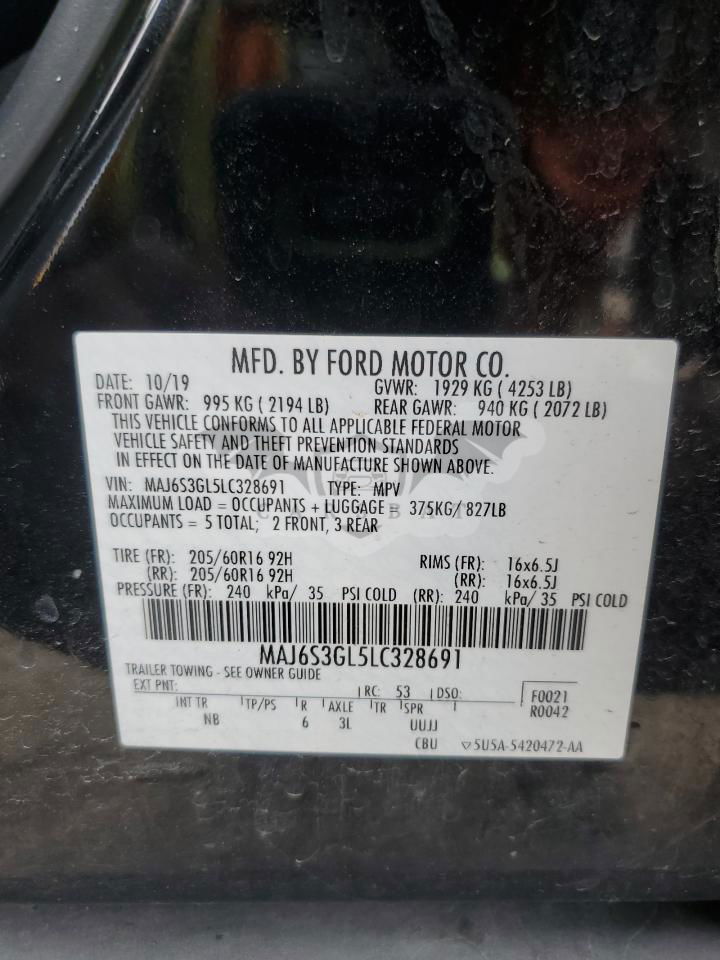 MFD. BY FORD MOTOR CO.
DATE: 10/19 GVWR: 1929 KG ( 4253 LB)
FRONT GAWR: 995 KG ( 2194 LB) REAR GAWR: 940 KG ( 2072 LB)
THIS VEHICLE CONFORMS TO ALL APPLICABLE FEDERAL MOTOR
VEHICLE SAFETY AND THEFT PREVENTION STANDARDS
IN EFFECT ON THE DATE OF MANUFACTURE SHOWN ABOVE.
VIN: MAJ6S3GL5LC328691 TYPE: MPV
MAXIMUM LOAD = OCCUPANTS + LUGGAGE = 375KG/ 827LB
OCCUPANTS = 5 TOTAL; 2 FRONT, 3 REAR
TIRE (FR): 205/60R16 92H RIMS (FR): 16x6.5J
(RR): 205/60R16 92H (RR): 16x6.5J
PRESSURE (FR): 240 kPa/ 35 PSI COLD (RR): 240 kPa/ 35 PSI COLD
MAJ6S3GL5LC328691
TRAILER TOWING - SEE OWNER GUIDE
EXT PNT: RC: 53 DSO: F0021
INT TR TP/PS R AXLE TR SPR R0042
NB 6 3L UUJJ
CBU 5U5A-5420472-AA